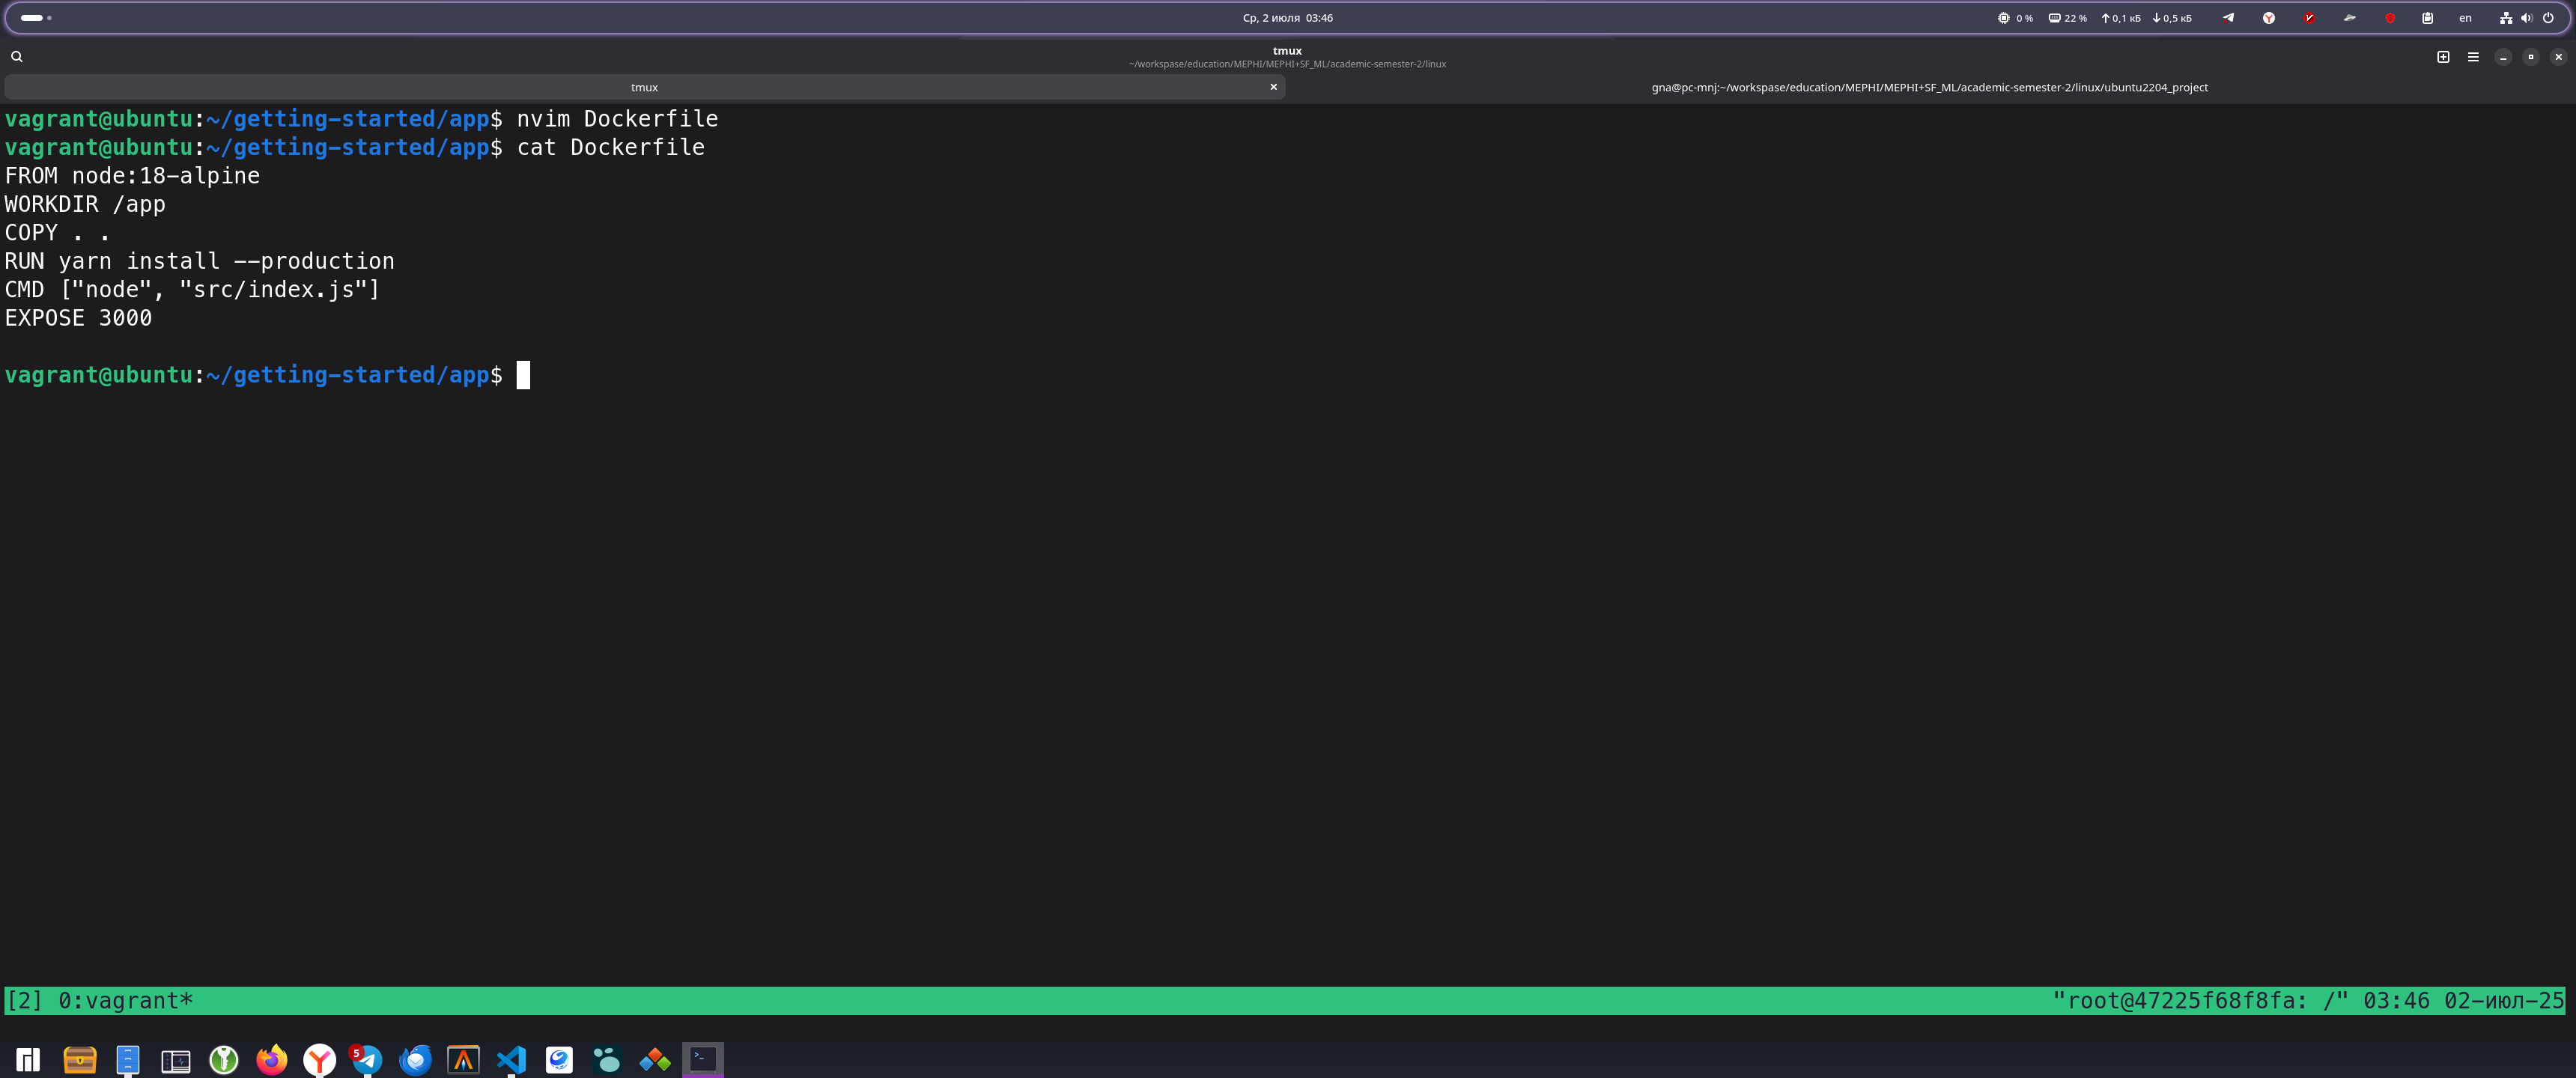 Ср, 2 июля 03:46
0 %
22 %
0,1 кБ
0,5 кБ
en
tmux
~/workspase/education/MEPHI/MEPHI+SF_ML/academic-semester-2/linux
tmux
gna@pc-mnj:~/workspase/education/MEPHI/MEPHI+SF_ML/academic-semester-2/linux/ubuntu2204_project
vagrant@ubuntu:~/getting-started/app$ nvim Dockerfile
vagrant@ubuntu:~/getting-started/app$ cat Dockerfile
FROM node:18-alpine
WORKDIR /app
COPY . .
RUN yarn install --production
CMD ["node", "src/index.js"]
EXPOSE 3000
vagrant@ubuntu:~/getting-started/app$
[2] 0:vagrant*
"root@47225f68f8fa: /" 03:46 02-июл-25
5